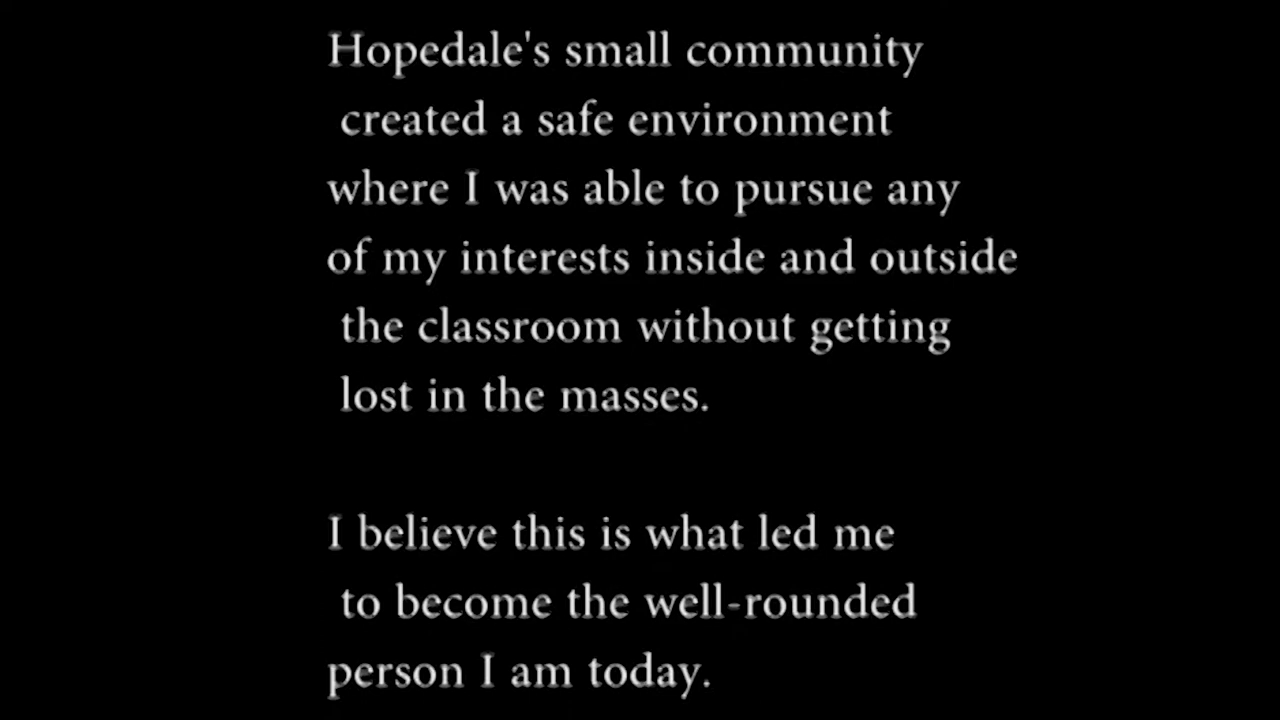 Hopedale's small community
created a safe environment
where I was able to pursue any
of my interests inside and outside
the classroom without getting
lost in the masses.
I believe this is what led me
to become the well-rounded
person I am today.